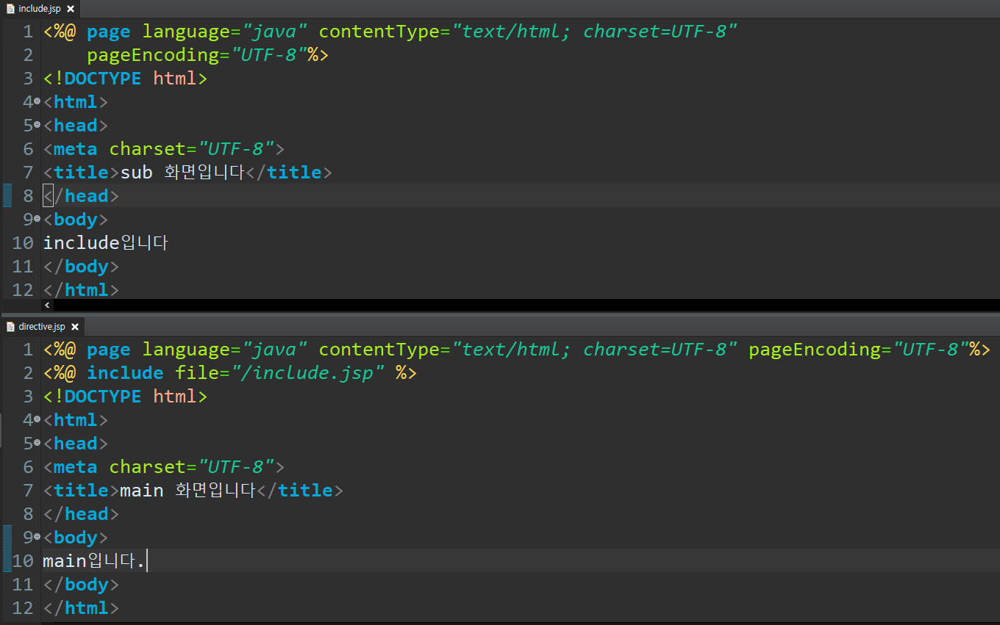 include.jsp
1 <%@ page language="java" contentType="text/html; charset=UTF-8"
2     pageEncoding="UTF-8"%>
3 <!DOCTYPE html>
4 <html>
5 <head>
6 <meta charset="UTF-8">
7 <title>sub 화면입니다</title>
8 </head>
9 <body>
10 include입니다
11 </body>
12 </html>
directive.jsp
1 <%@ page language="java" contentType="text/html; charset=UTF-8" pageEncoding="UTF-8"%>
2 <%@ include file="/include.jsp" %>
3 <!DOCTYPE html>
4 <html>
5 <head>
6 <meta charset="UTF-8">
7 <title>main 화면입니다</title>
8 </head>
9 <body>
10 main입니다.
11 </body>
12 </html>